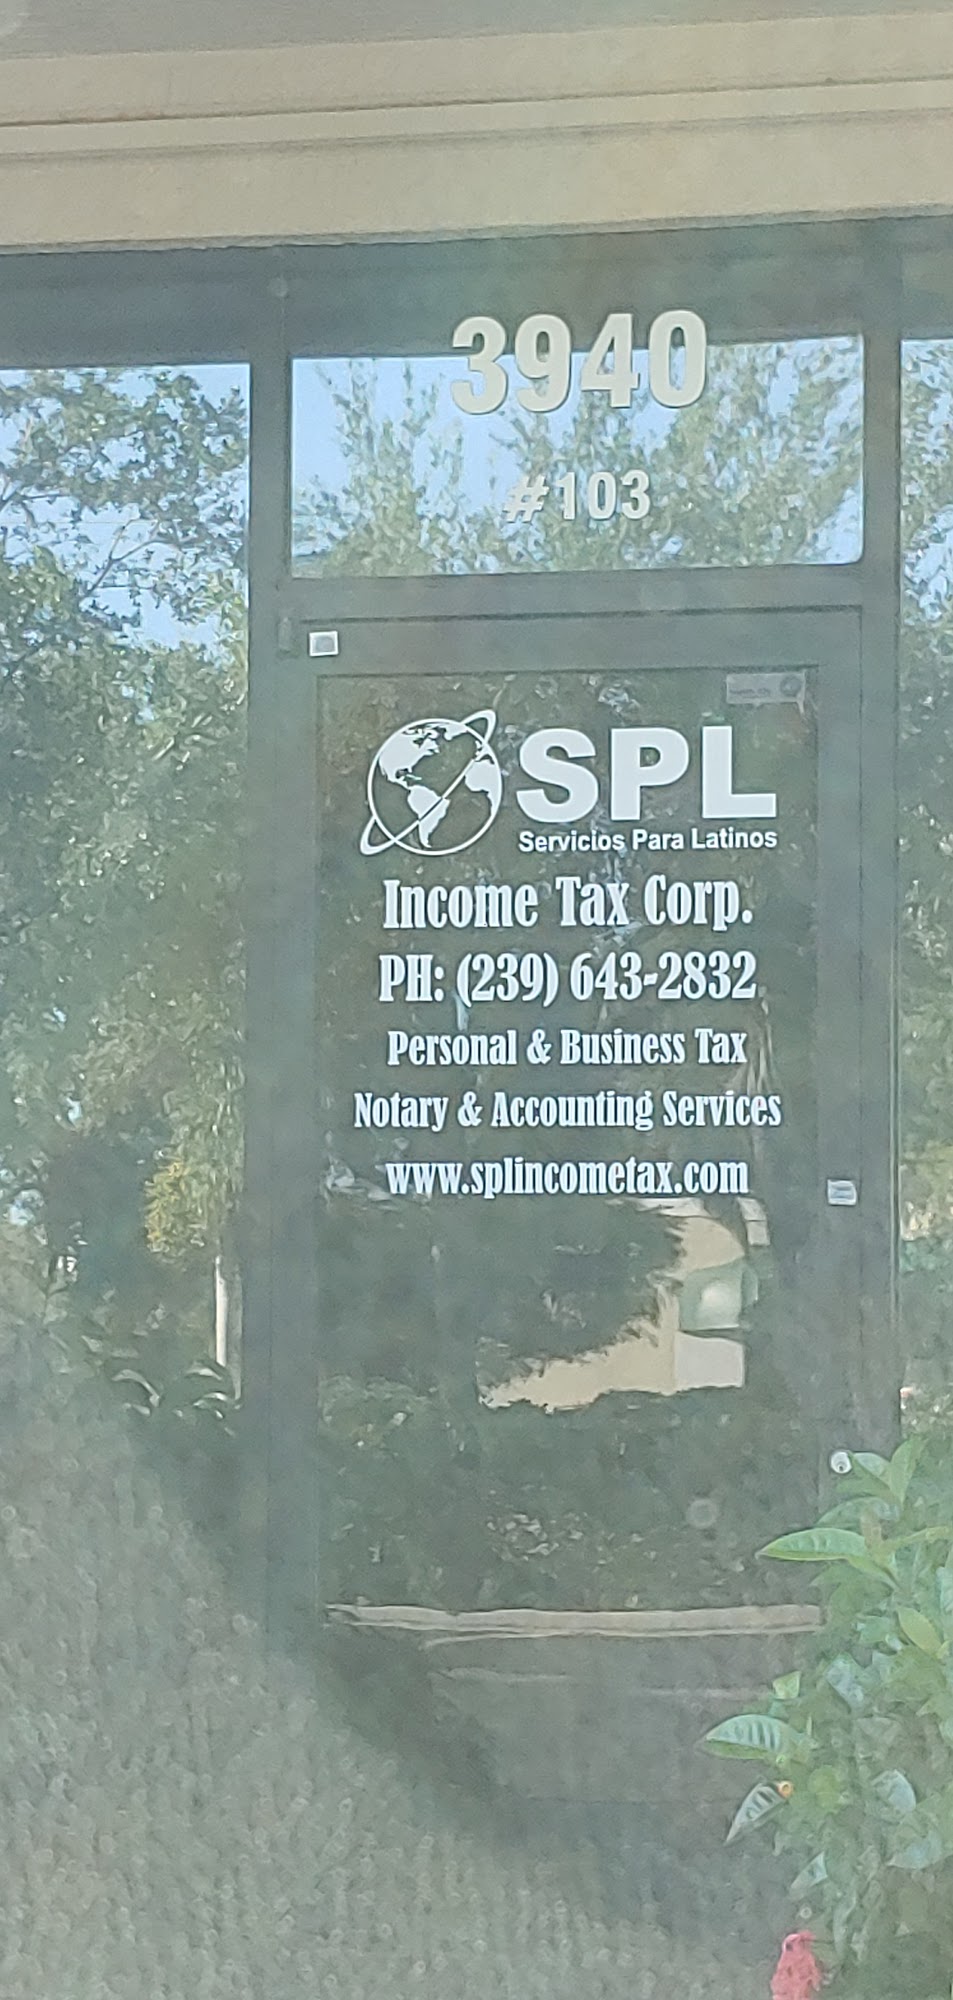 3940
#103
SPL
Servicios Para Latinos
Income Tax Corp.
PH: (239) 643-2832
Personal & Business Tax
Notary & Accounting Services
www.splincometax.com